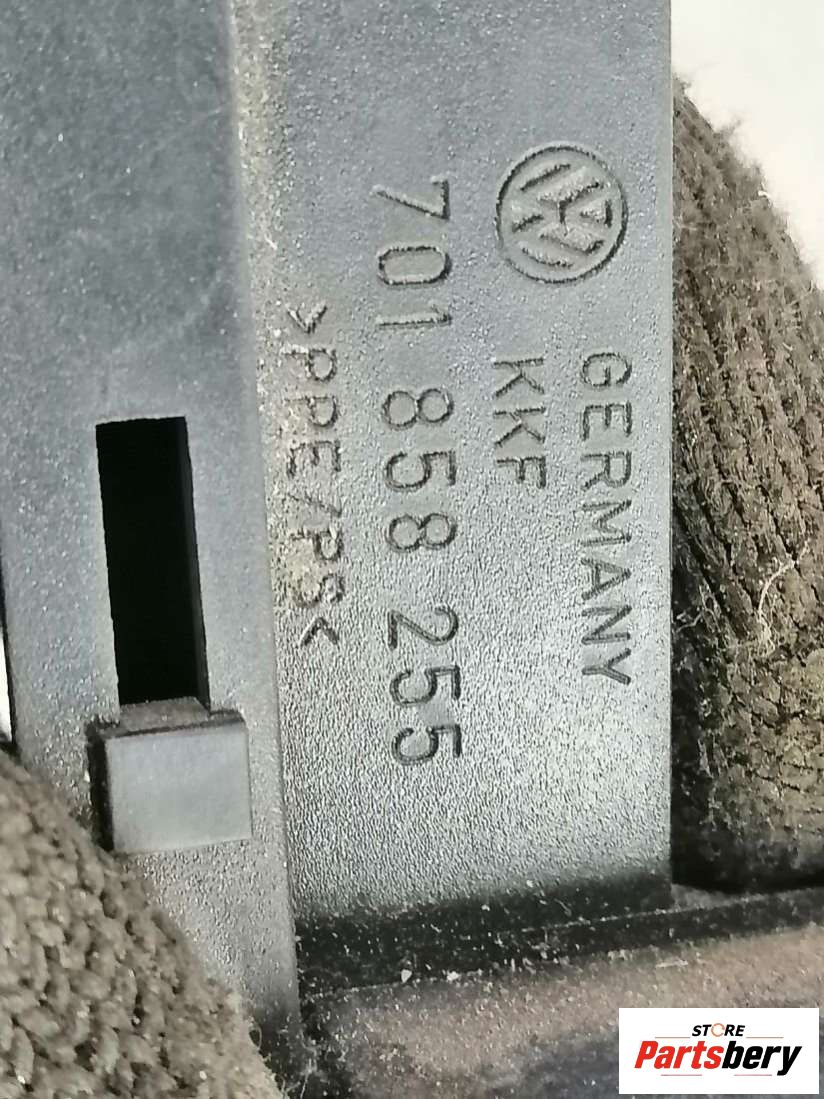 GERMANY
KKF
701 858 255
>PPE/PS<
STORE
Partsbery